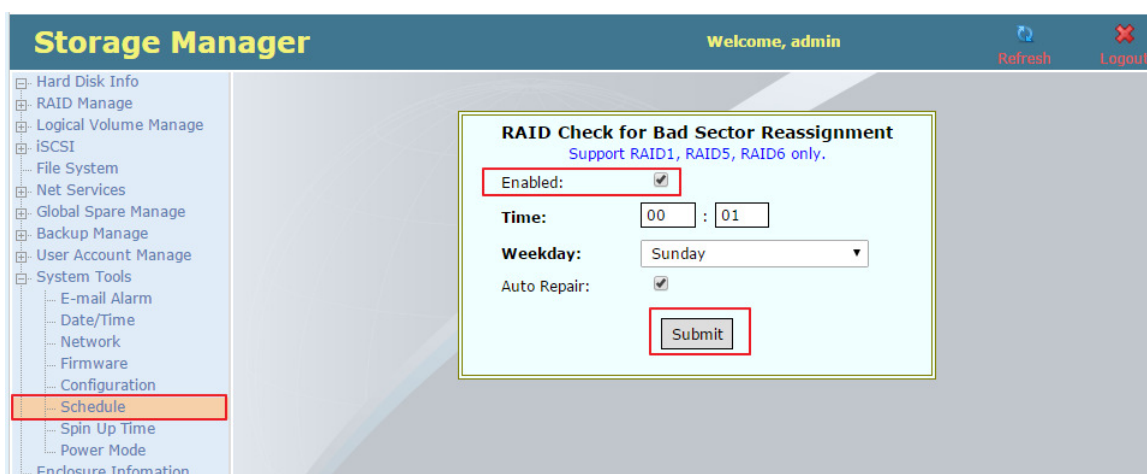 Storage Manager
Welcome, admin
Refresh
Logout
Hard Disk Info
RAID Manage
Logical Volume Manage
iSCSI
File System
Net Services
Global Spare Manage
Backup Manage
User Account Manage
System Tools
E-mail Alarm
Date/Time
Network
Firmware
Configuration
Schedule
Spin Up Time
Power Mode
Enclosure Infomation
RAID Check for Bad Sector Reassignment
Support RAID1, RAID5, RAID6 only.
Enabled:
Time: 00 : 01
Weekday: Sunday
Auto Repair:
Submit